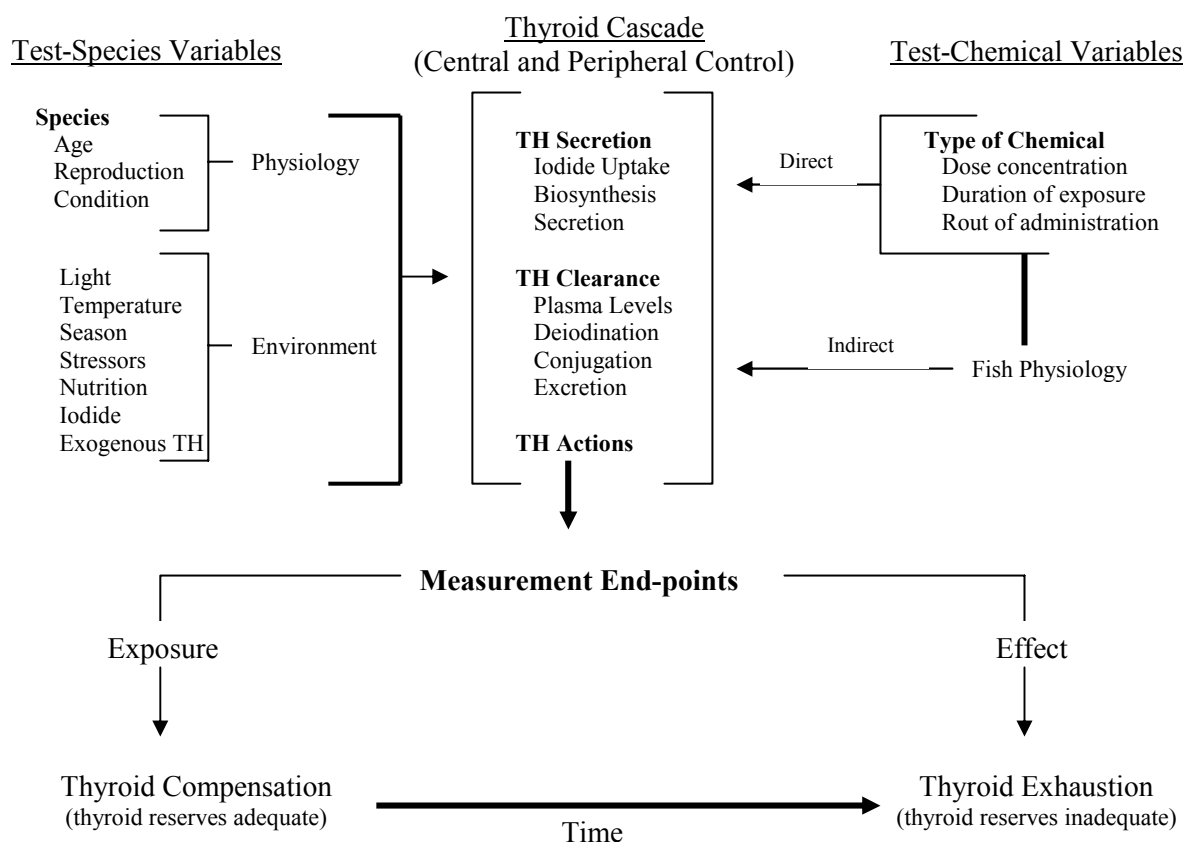 Test-Species Variables
Thyroid Cascade
(Central and Peripheral Control)
Test-Chemical Variables
Species
Age
Reproduction
Condition
Physiology
Light
Temperature
Season
Stressors
Nutrition
Iodide
Exogenous TH
Environment
TH Secretion
Iodide Uptake
Biosynthesis
Secretion
TH Clearance
Plasma Levels
Deiodination
Conjugation
Excretion
TH Actions
Direct
Indirect
Type of Chemical
Dose concentration
Duration of exposure
Rout of administration
Fish Physiology
Measurement End-points
Exposure
Effect
Thyroid Compensation
(thyroid reserves adequate)
Time
Thyroid Exhaustion
(thyroid reserves inadequate)